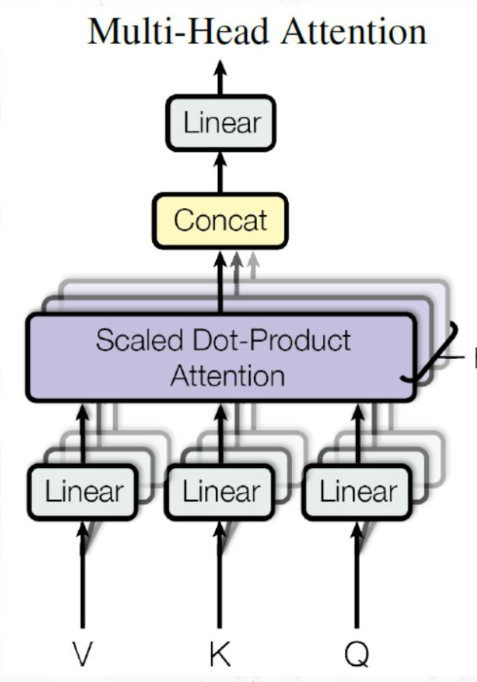 Multi-Head Attention
Linear
Concat
Scaled Dot-Product
Attention
Linear Linear Linear
V K Q